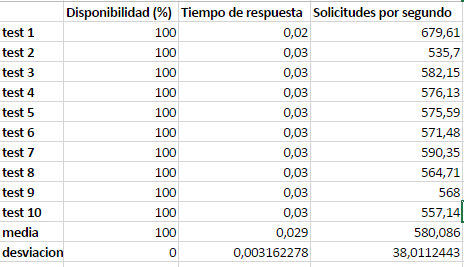 Disponibilidad (%) Tiempo de respuesta Solicitudes por segundo
test 1 100 0,02 679,61
test 2 100 0,03 535,7
test 3 100 0,03 582,15
test 4 100 0,03 576,13
test 5 100 0,03 575,59
test 6 100 0,03 571,48
test 7 100 0,03 590,35
test 8 100 0,03 564,71
test 9 100 0,03 568
test 10 100 0,03 557,14
media 100 0,029 580,086
desviacion 0 0,003162278 38,0112443